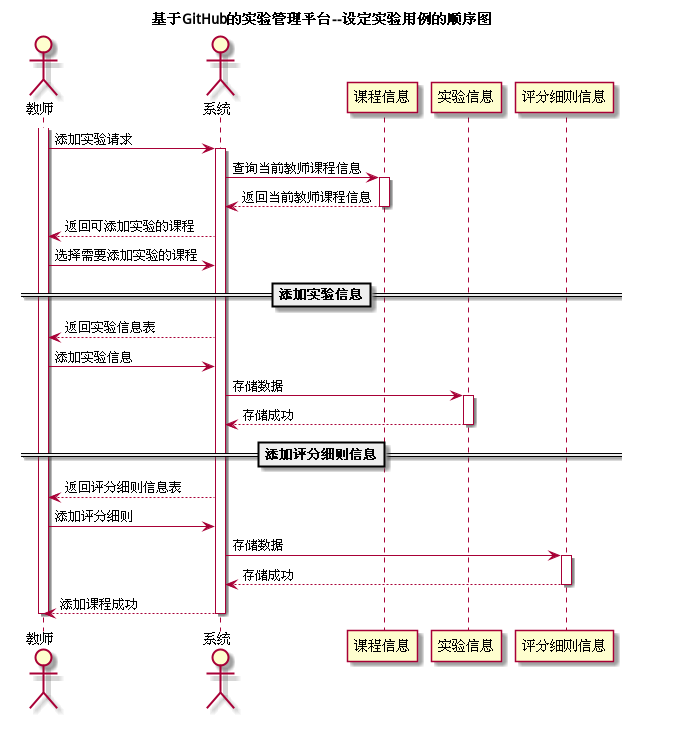 基于GitHub的实验管理平台--设定实验用例的顺序图
教师
系统
课程信息
实验信息
评分细则信息
添加实验请求
查询当前教师课程信息
返回当前教师课程信息
返回可添加实验的课程
选择需要添加实验的课程
添加实验信息
返回实验信息表
添加实验信息
存储数据
存储成功
添加评分细则信息
返回评分细则信息表
添加评分细则
存储数据
存储成功
添加课程成功
教师
系统
课程信息
实验信息
评分细则信息